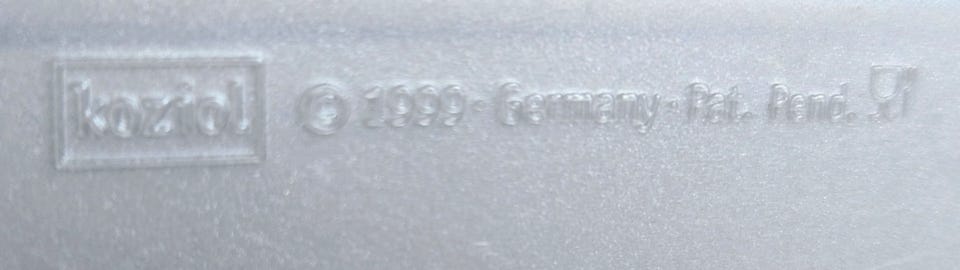 koziol © 1999 · Germany · Pat. Pend.